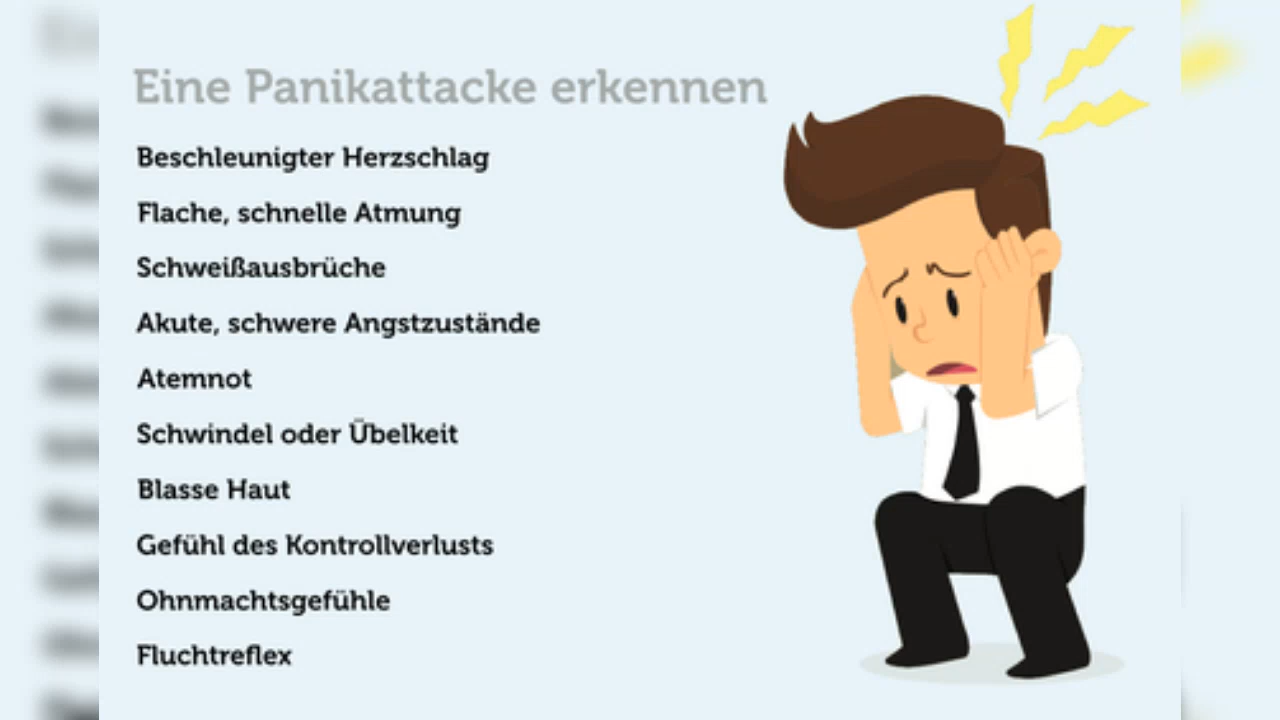 Eine Panikattacke erkennen
Beschleunigter Herzschlag
Flache, schnelle Atmung
Schweißausbrüche
Akute, schwere Angstzustände
Atemnot
Schwindel oder Übelkeit
Blasse Haut
Gefühl des Kontrollverlusts
Ohnmachtsgefühle
Fluchtreflex